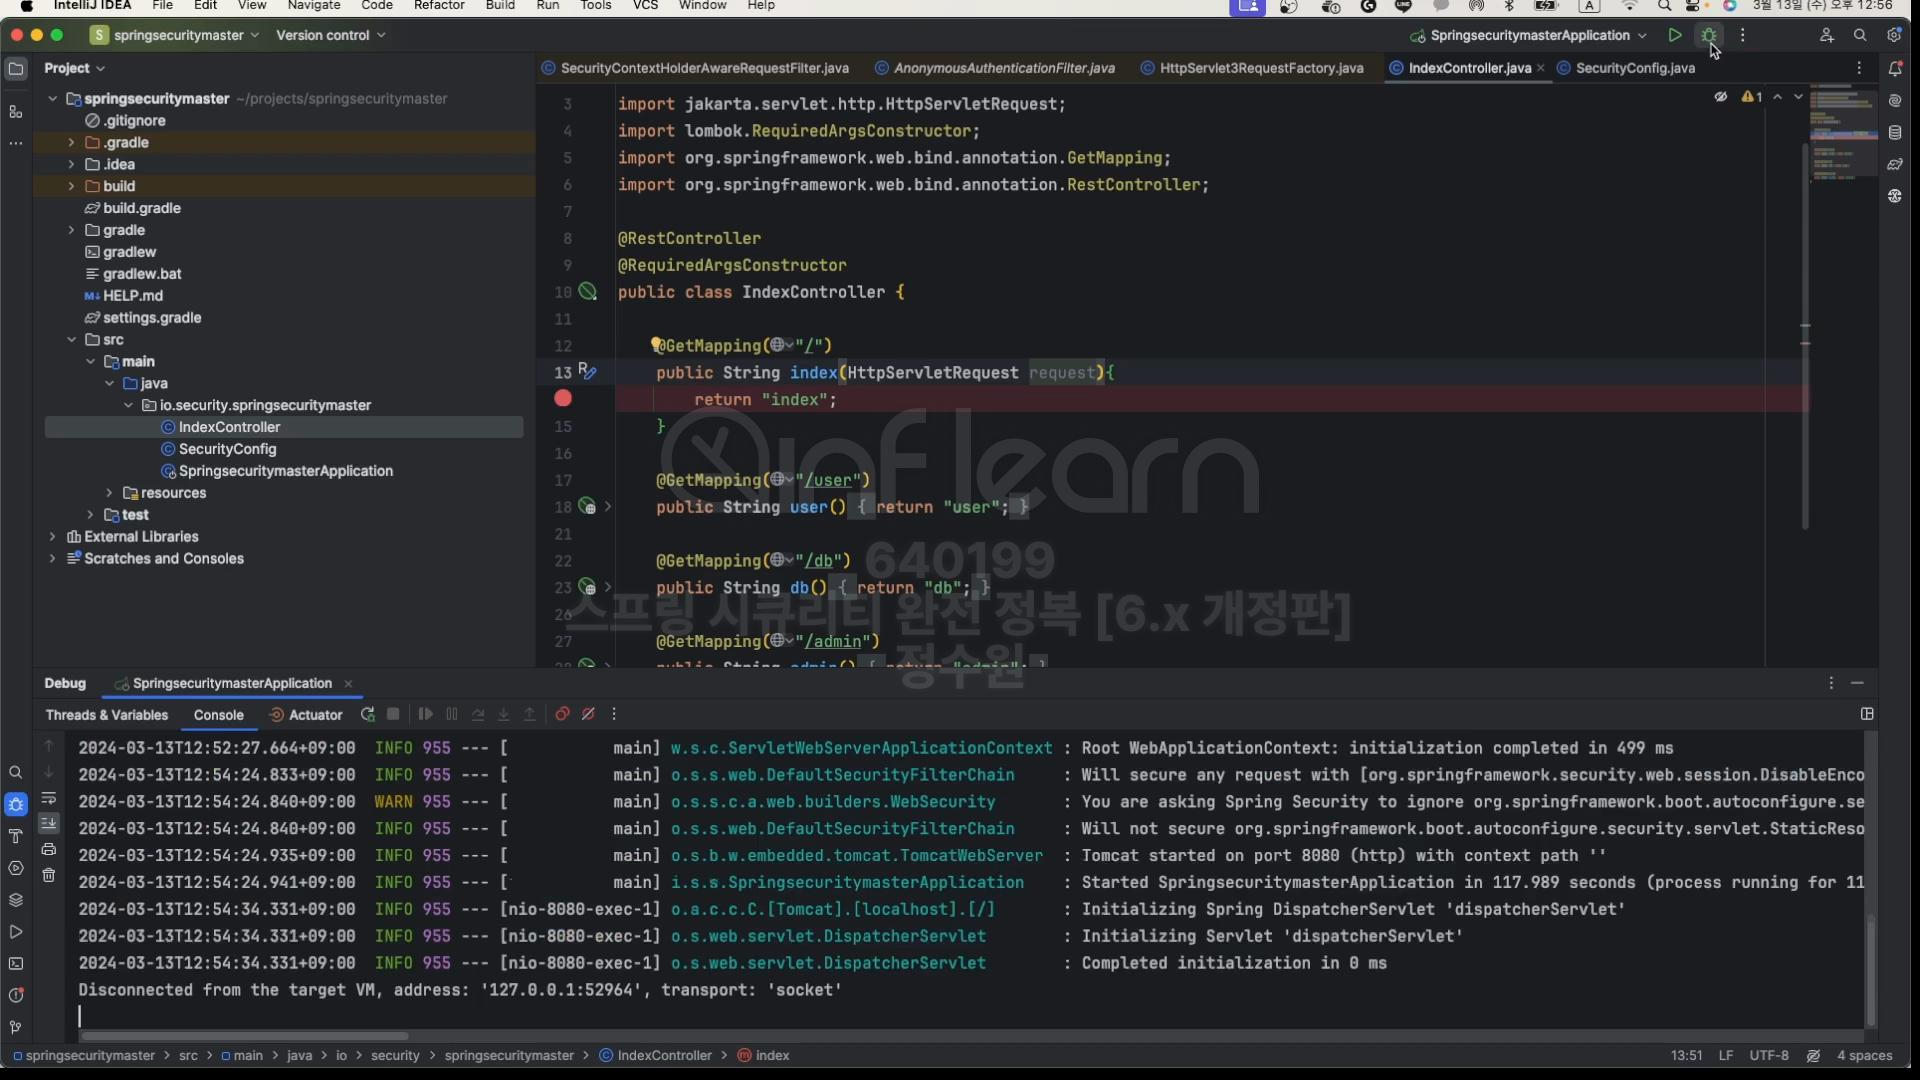 IntelliJ IDEA File Edit View Navigate Code Refactor Build Run Tools VCS Window Help A 3월 13일 (수) 오후 12:56
S springsecuritymaster Version control SpringsecuritymasterApplication
Project
SecurityContextHolderAwareRequestFilter.java AnonymousAuthenticationFilter.java HttpServlet3RequestFactory.java IndexController.java SecurityConfig.java
springsecuritymaster ~/projects/springsecuritymaster
.gitignore
.gradle
.idea
build
build.gradle
gradle
gradlew
gradlew.bat
M↓ HELP.md
settings.gradle
src
main
java
io.security.springsecuritymaster
IndexController
SecurityConfig
SpringsecuritymasterApplication
resources
test
External Libraries
Scratches and Consoles
1
3 import jakarta.servlet.http.HttpServletRequest;
4 import lombok.RequiredArgsConstructor;
5 import org.springframework.web.bind.annotation.GetMapping;
6 import org.springframework.web.bind.annotation.RestController;
7
8 @RestController
9 @RequiredArgsConstructor
10 public class IndexController {
11
12 @GetMapping("/")
13 public String index(HttpServletRequest request){
return "index";
15 }
16
17 @GetMapping("/user")
18 public String user() { return "user"; }
21
22 @GetMapping("/db")
23 public String db() { return "db"; }
26
27 @GetMapping("/admin")
28 public String admin() { return "admin"; }
inflearn
640199
스프링 시큐리티 완전 정복 [6.x 개정판]
정수원
Debug SpringsecuritymasterApplication
Threads & Variables Console Actuator
2024-03-13T12:52:27.664+09:00 INFO 955 --- [ main] w.s.c.ServletWebServerApplicationContext : Root WebApplicationContext: initialization completed in 499 ms
2024-03-13T12:54:24.833+09:00 INFO 955 --- [ main] o.s.s.web.DefaultSecurityFilterChain : Will secure any request with [org.springframework.security.web.session.DisableEnco
2024-03-13T12:54:24.840+09:00 WARN 955 --- [ main] o.s.s.c.a.web.builders.WebSecurity : You are asking Spring Security to ignore org.springframework.boot.autoconfigure.se
2024-03-13T12:54:24.840+09:00 INFO 955 --- [ main] o.s.s.web.DefaultSecurityFilterChain : Will not secure org.springframework.boot.autoconfigure.security.servlet.StaticReso
2024-03-13T12:54:24.935+09:00 INFO 955 --- [ main] o.s.b.w.embedded.tomcat.TomcatWebServer : Tomcat started on port 8080 (http) with context path ''
2024-03-13T12:54:24.941+09:00 INFO 955 --- [ main] i.s.s.SpringsecuritymasterApplication : Started SpringsecuritymasterApplication in 117.989 seconds (process running for 11
2024-03-13T12:54:34.331+09:00 INFO 955 --- [nio-8080-exec-1] o.a.c.c.C.[Tomcat].[localhost].[/] : Initializing Spring DispatcherServlet 'dispatcherServlet'
2024-03-13T12:54:34.331+09:00 INFO 955 --- [nio-8080-exec-1] o.s.web.servlet.DispatcherServlet : Initializing Servlet 'dispatcherServlet'
2024-03-13T12:54:34.331+09:00 INFO 955 --- [nio-8080-exec-1] o.s.web.servlet.DispatcherServlet : Completed initialization in 0 ms
Disconnected from the target VM, address: '127.0.0.1:52964', transport: 'socket'
springsecuritymaster > src > main > java > io > security > springsecuritymaster > IndexController > index 13:51 LF UTF-8 4 spaces